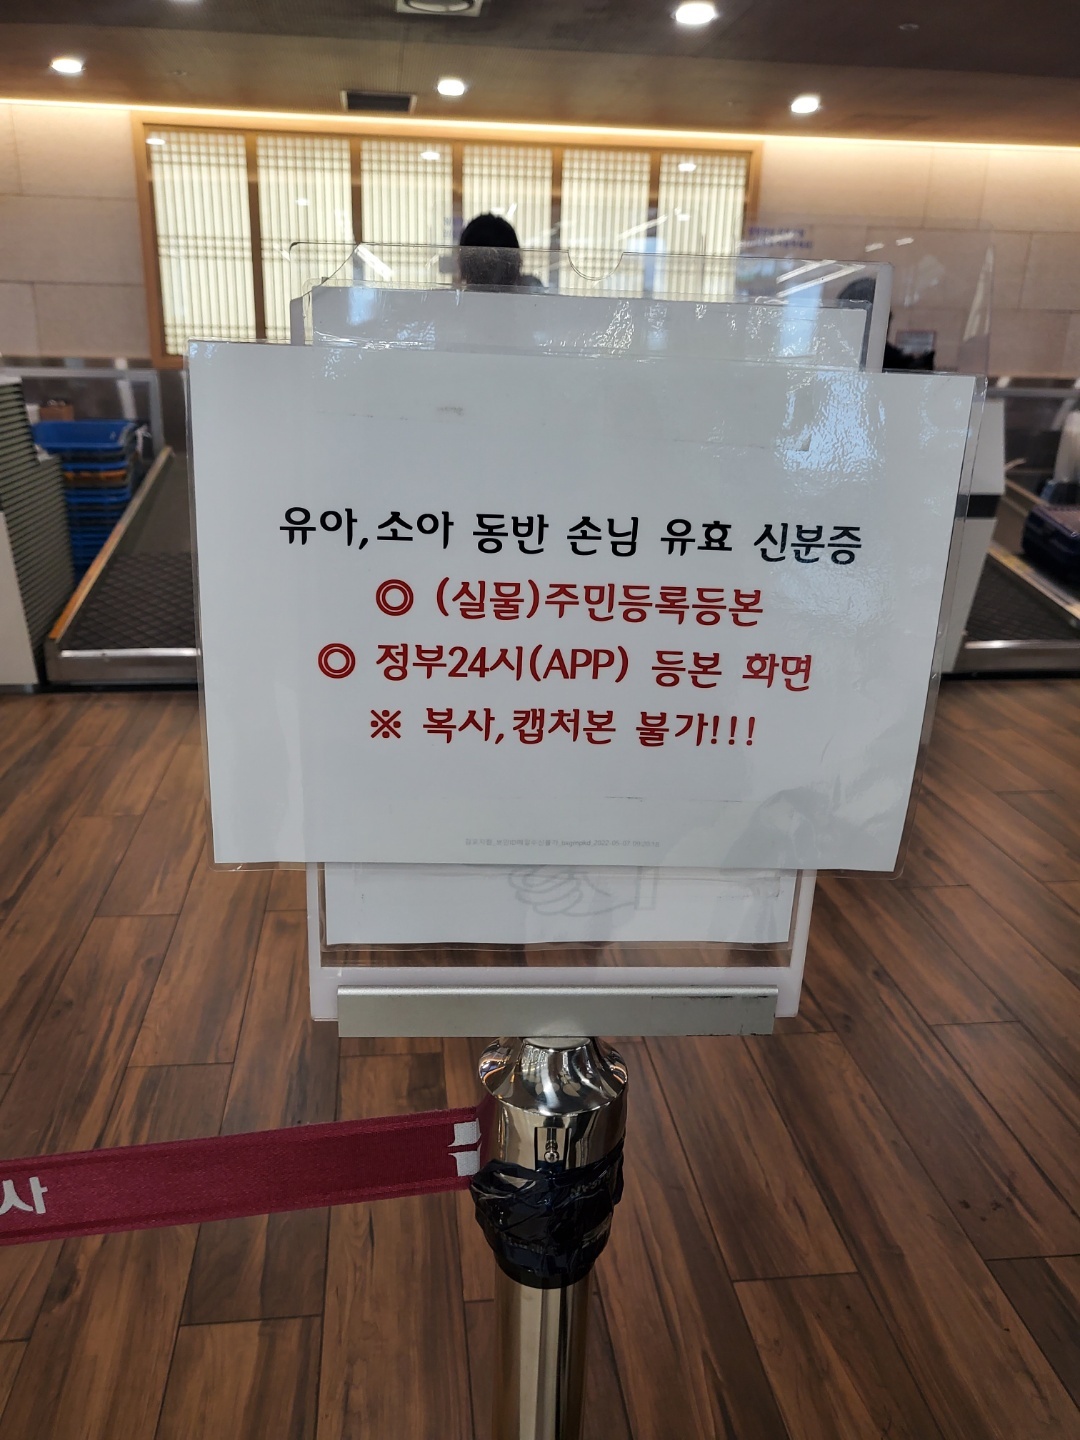 유아,소아 동반 손님 유효 신분증
◎ (실물)주민등록등본
◎ 정부24시(APP) 등본 화면
※ 복사,캡처본 불가!!!
사